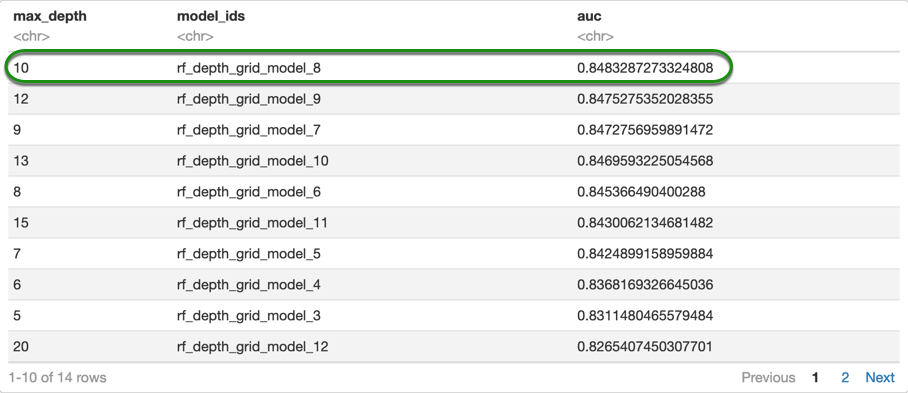 max_depth model_ids auc
<chr> <chr> <chr>
10 rf_depth_grid_model_8 0.8483287273324808
12 rf_depth_grid_model_9 0.8475275352028355
9 rf_depth_grid_model_7 0.8472756959891472
13 rf_depth_grid_model_10 0.8469593225054568
8 rf_depth_grid_model_6 0.845366490400288
15 rf_depth_grid_model_11 0.8430062134681482
7 rf_depth_grid_model_5 0.8424899158959884
6 rf_depth_grid_model_4 0.8368169326645036
5 rf_depth_grid_model_3 0.8311480465579484
20 rf_depth_grid_model_12 0.8265407450307701
1-10 of 14 rows Previous 1 2 Next